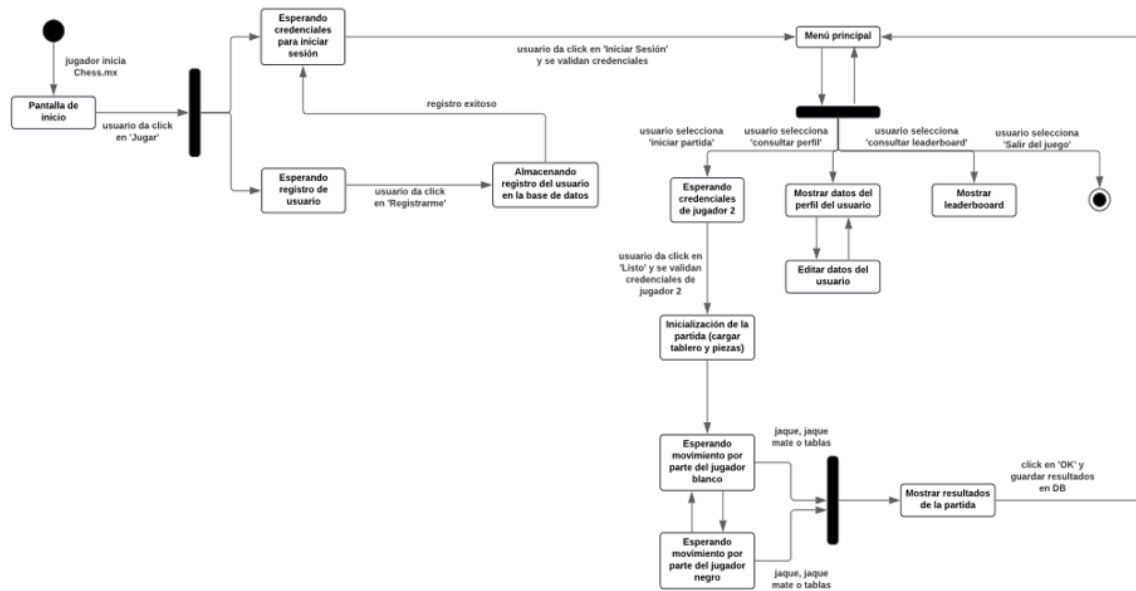 jugador inicia
Chess.mx
Pantalla de
inicio
usuario da click
en 'Jugar'
Esperando
credenciales
para iniciar
sesión
usuario da click en 'Iniciar Sesión'
y se validan credenciales
registro exitoso
Esperando
registro de
usuario
usuario da click
en 'Registrarme'
Almacenando
registro del usuario
en la base de datos
Menú principal
usuario selecciona
'iniciar partida'
usuario selecciona
'consultar perfil'
usuario selecciona
'consultar leaderboard'
usuario selecciona
'Salir del juego'
Esperando
credenciales
de jugador 2
Mostrar datos del
perfil del usuario
Mostrar
leaderbooard
Editar datos del
usuario
usuario da click en
'Listo' y se validan
credenciales de
jugador 2
Inicialización de la
partida (cargar
tablero y piezas)
Esperando
movimiento por
parte del jugador
blanco
jaque, jaque
mate o tablas
Esperando
movimiento por
parte del jugador
negro
jaque, jaque
mate o tablas
Mostrar resultados
de la partida
click en 'OK' y
guardar resultados
en DB